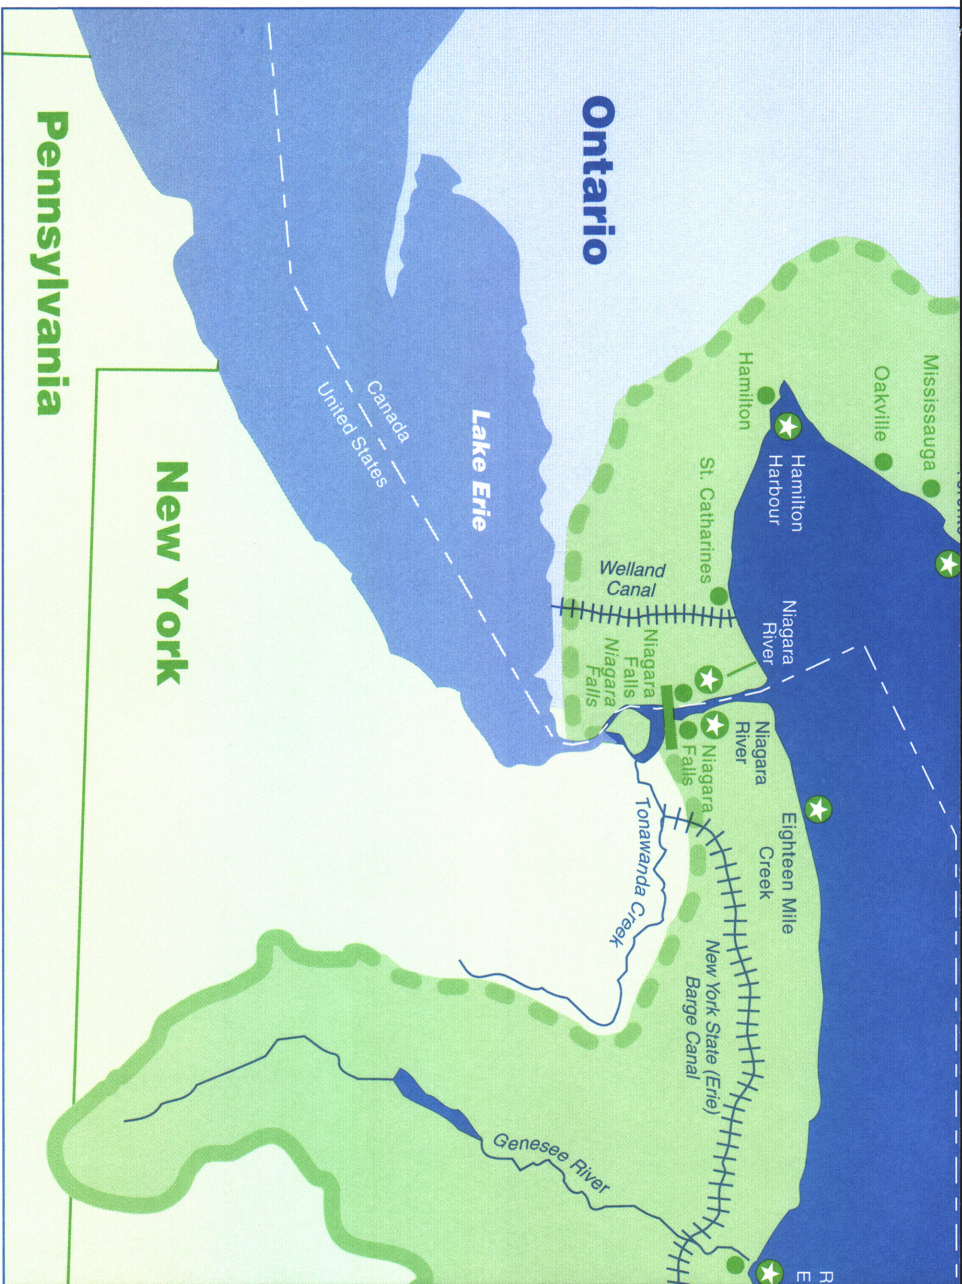 Mississauga
Oakville
Hamilton
Hamilton
Harbour
Ontario
St. Catharines
Welland
Canal
Niagara
River
Niagara
Falls
Niagara
Falls
Niagara
River
Niagara
Falls
Eighteen Mile
Creek
Tonawanda Creek
New York State (Erie)
Barge Canal
Lake Erie
Canada
United States
Genesee River
Pennsylvania
New York
R
E